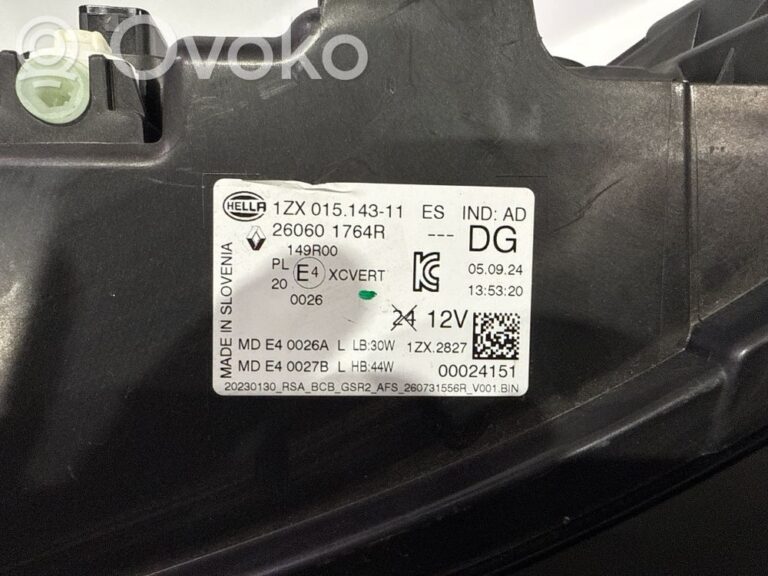 Ovoko
HELLA 1ZX 015.143-11 ES IND: AD
26060 1764R --- DG
149R00
PL E4 XCVERT KC 05.09.24
20 0026 13:53:20
MADE IN SLOVENIA
24 12V
MD E4 0026A L LB:30W 1ZX.2827
MD E4 0027B L HB:44W 00024151
20230130_RSA_BCB_GSR2_AFS_260731556R_V001.BIN